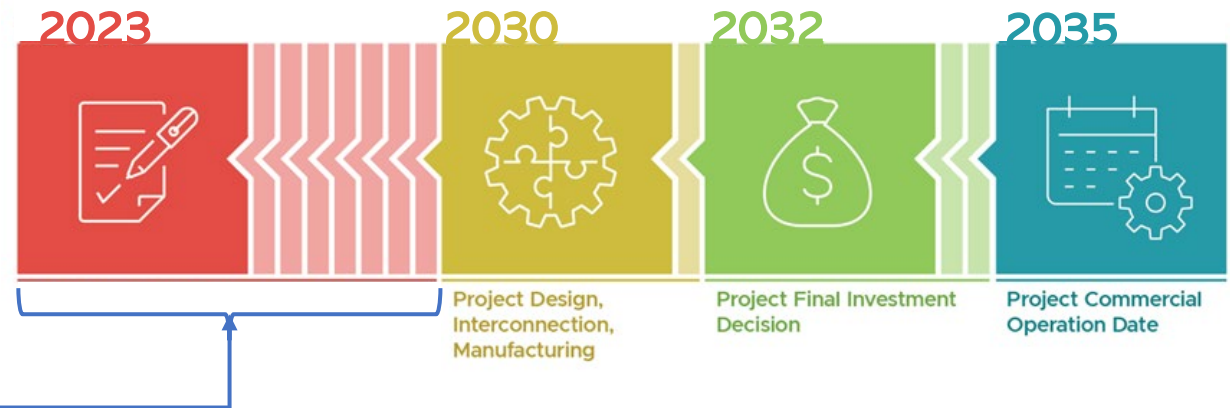 2023
2030
2032
2035
$
Project Design,
Interconnection,
Manufacturing
Project Final Investment
Decision
Project Commercial
Operation Date